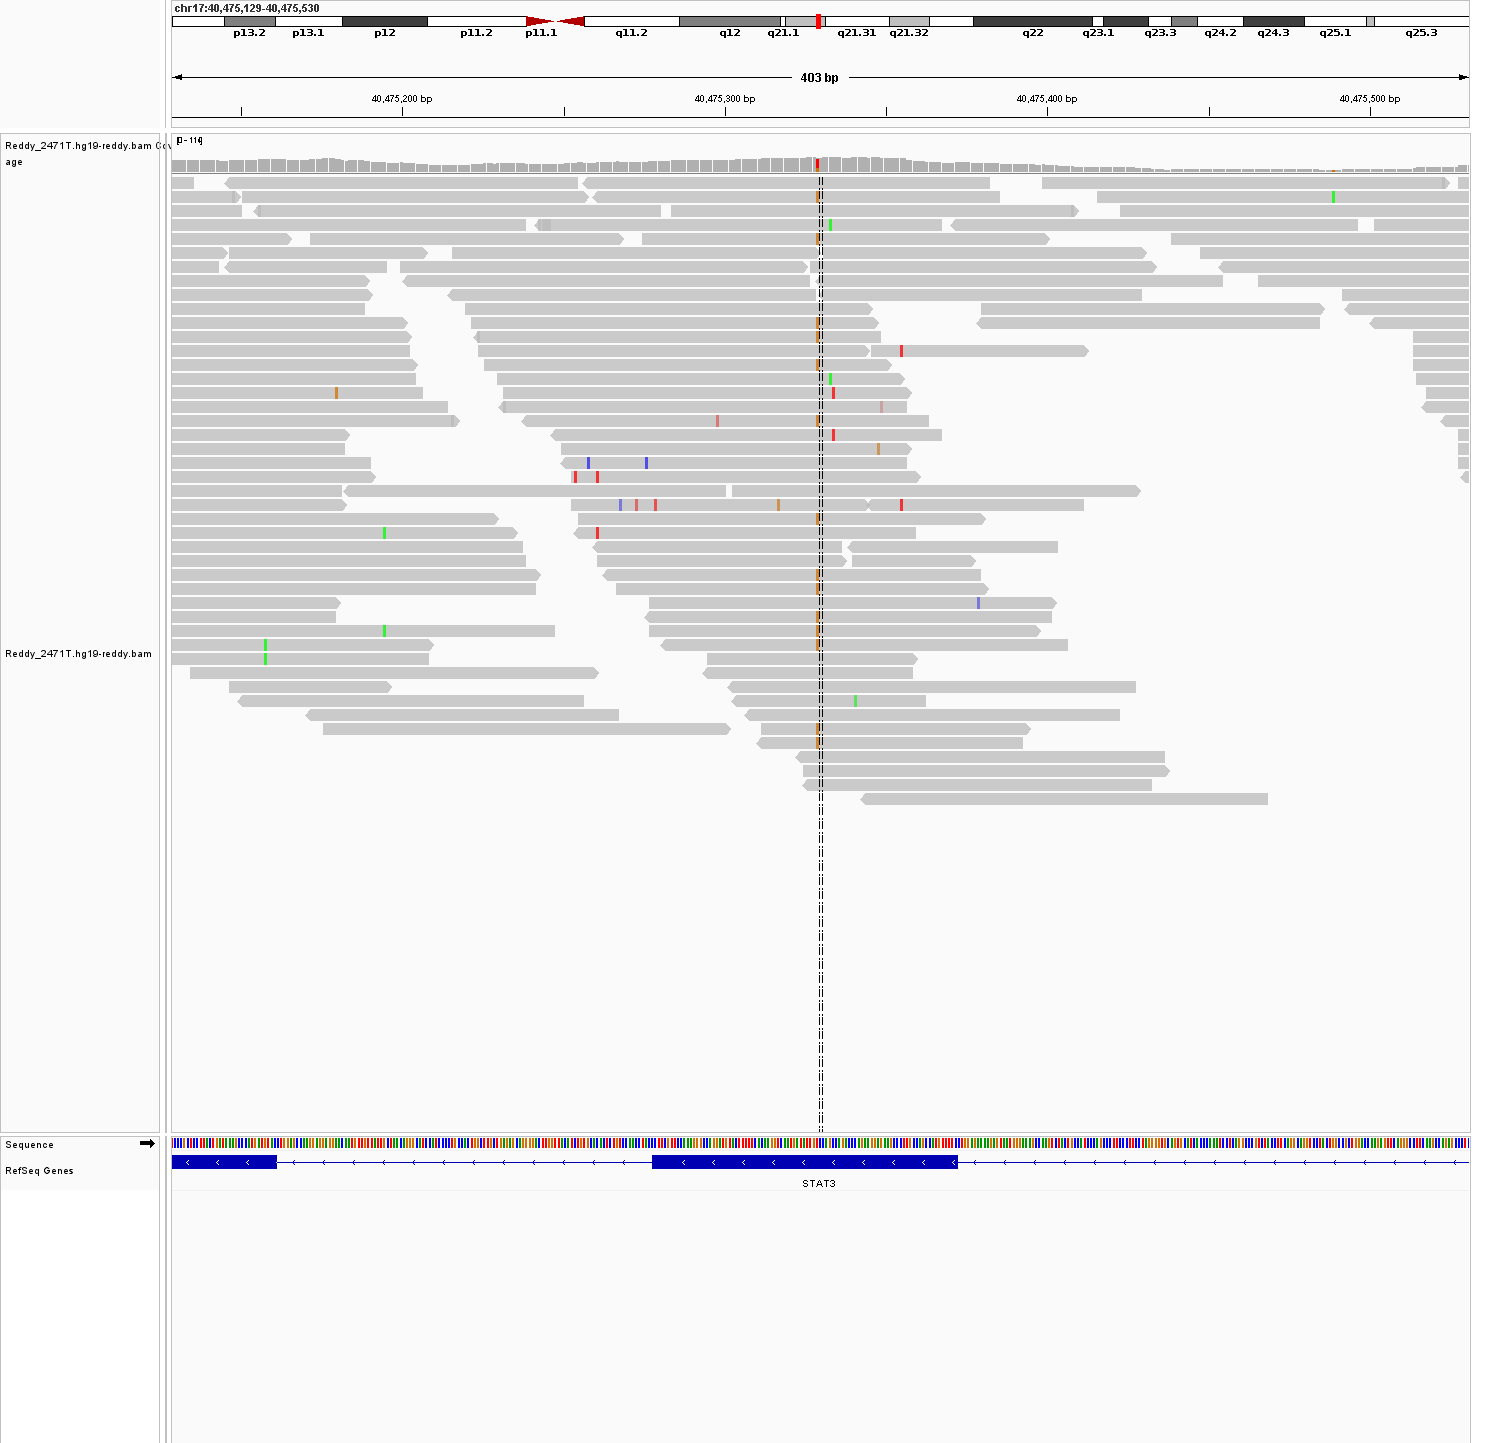 chr17:40,475,129-40,475,530
p13.2 p13.1 p12 p11.2 p11.1 q11.2 q12 q21.1 q21.31 q21.32 q22 q23.1 q23.3 q24.2 q24.3 q25.1 q25.3
403 bp
40,475,200 bp 40,475,300 bp 40,475,400 bp 40,475,500 bp
Reddy_2471T.hg19-reddy.bam Cov
age
[0 - 114]
Reddy_2471T.hg19-reddy.bam
Sequence
RefSeq Genes
STAT3